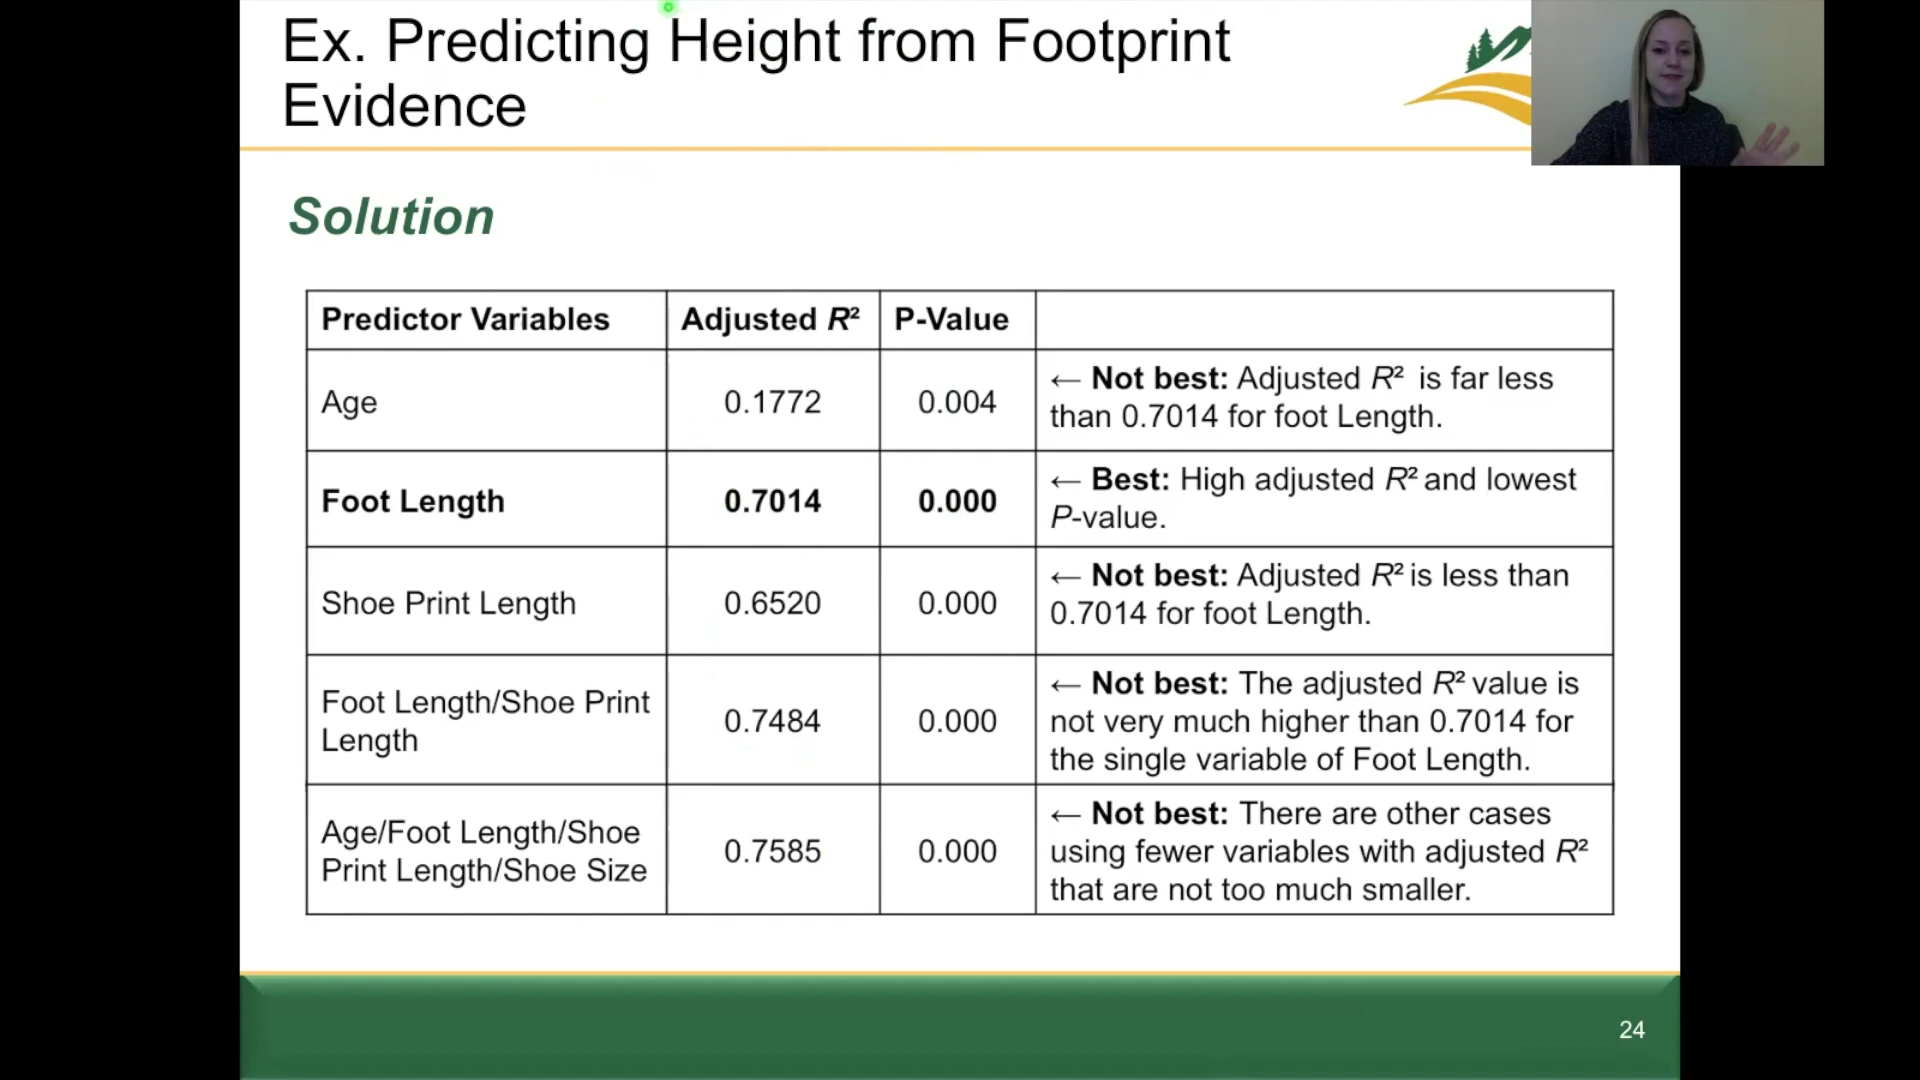 Ex. Predicting Height from Footprint
Evidence
Solution
Predictor Variables
Adjusted R²
P-Value
Age
0.1772
0.004
← Not best: Adjusted R² is far less
than 0.7014 for foot Length.
Foot Length
0.7014
0.000
← Best: High adjusted R² and lowest
P-value.
Shoe Print Length
0.6520
0.000
← Not best: Adjusted R² is less than
0.7014 for foot Length.
Foot Length/Shoe Print
Length
0.7484
0.000
← Not best: The adjusted R² value is
not very much higher than 0.7014 for
the single variable of Foot Length.
Age/Foot Length/Shoe
Print Length/Shoe Size
0.7585
0.000
← Not best: There are other cases
using fewer variables with adjusted R²
that are not too much smaller.
24